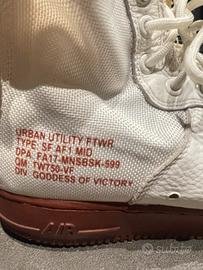 URBAN UTILITY FTWR
TYPE: SF AF1 MID
DPA: FA17-MNSBSK-599
QM: TWT50-VF
DIV: GODDESS OF VICTORY
AIR
subito